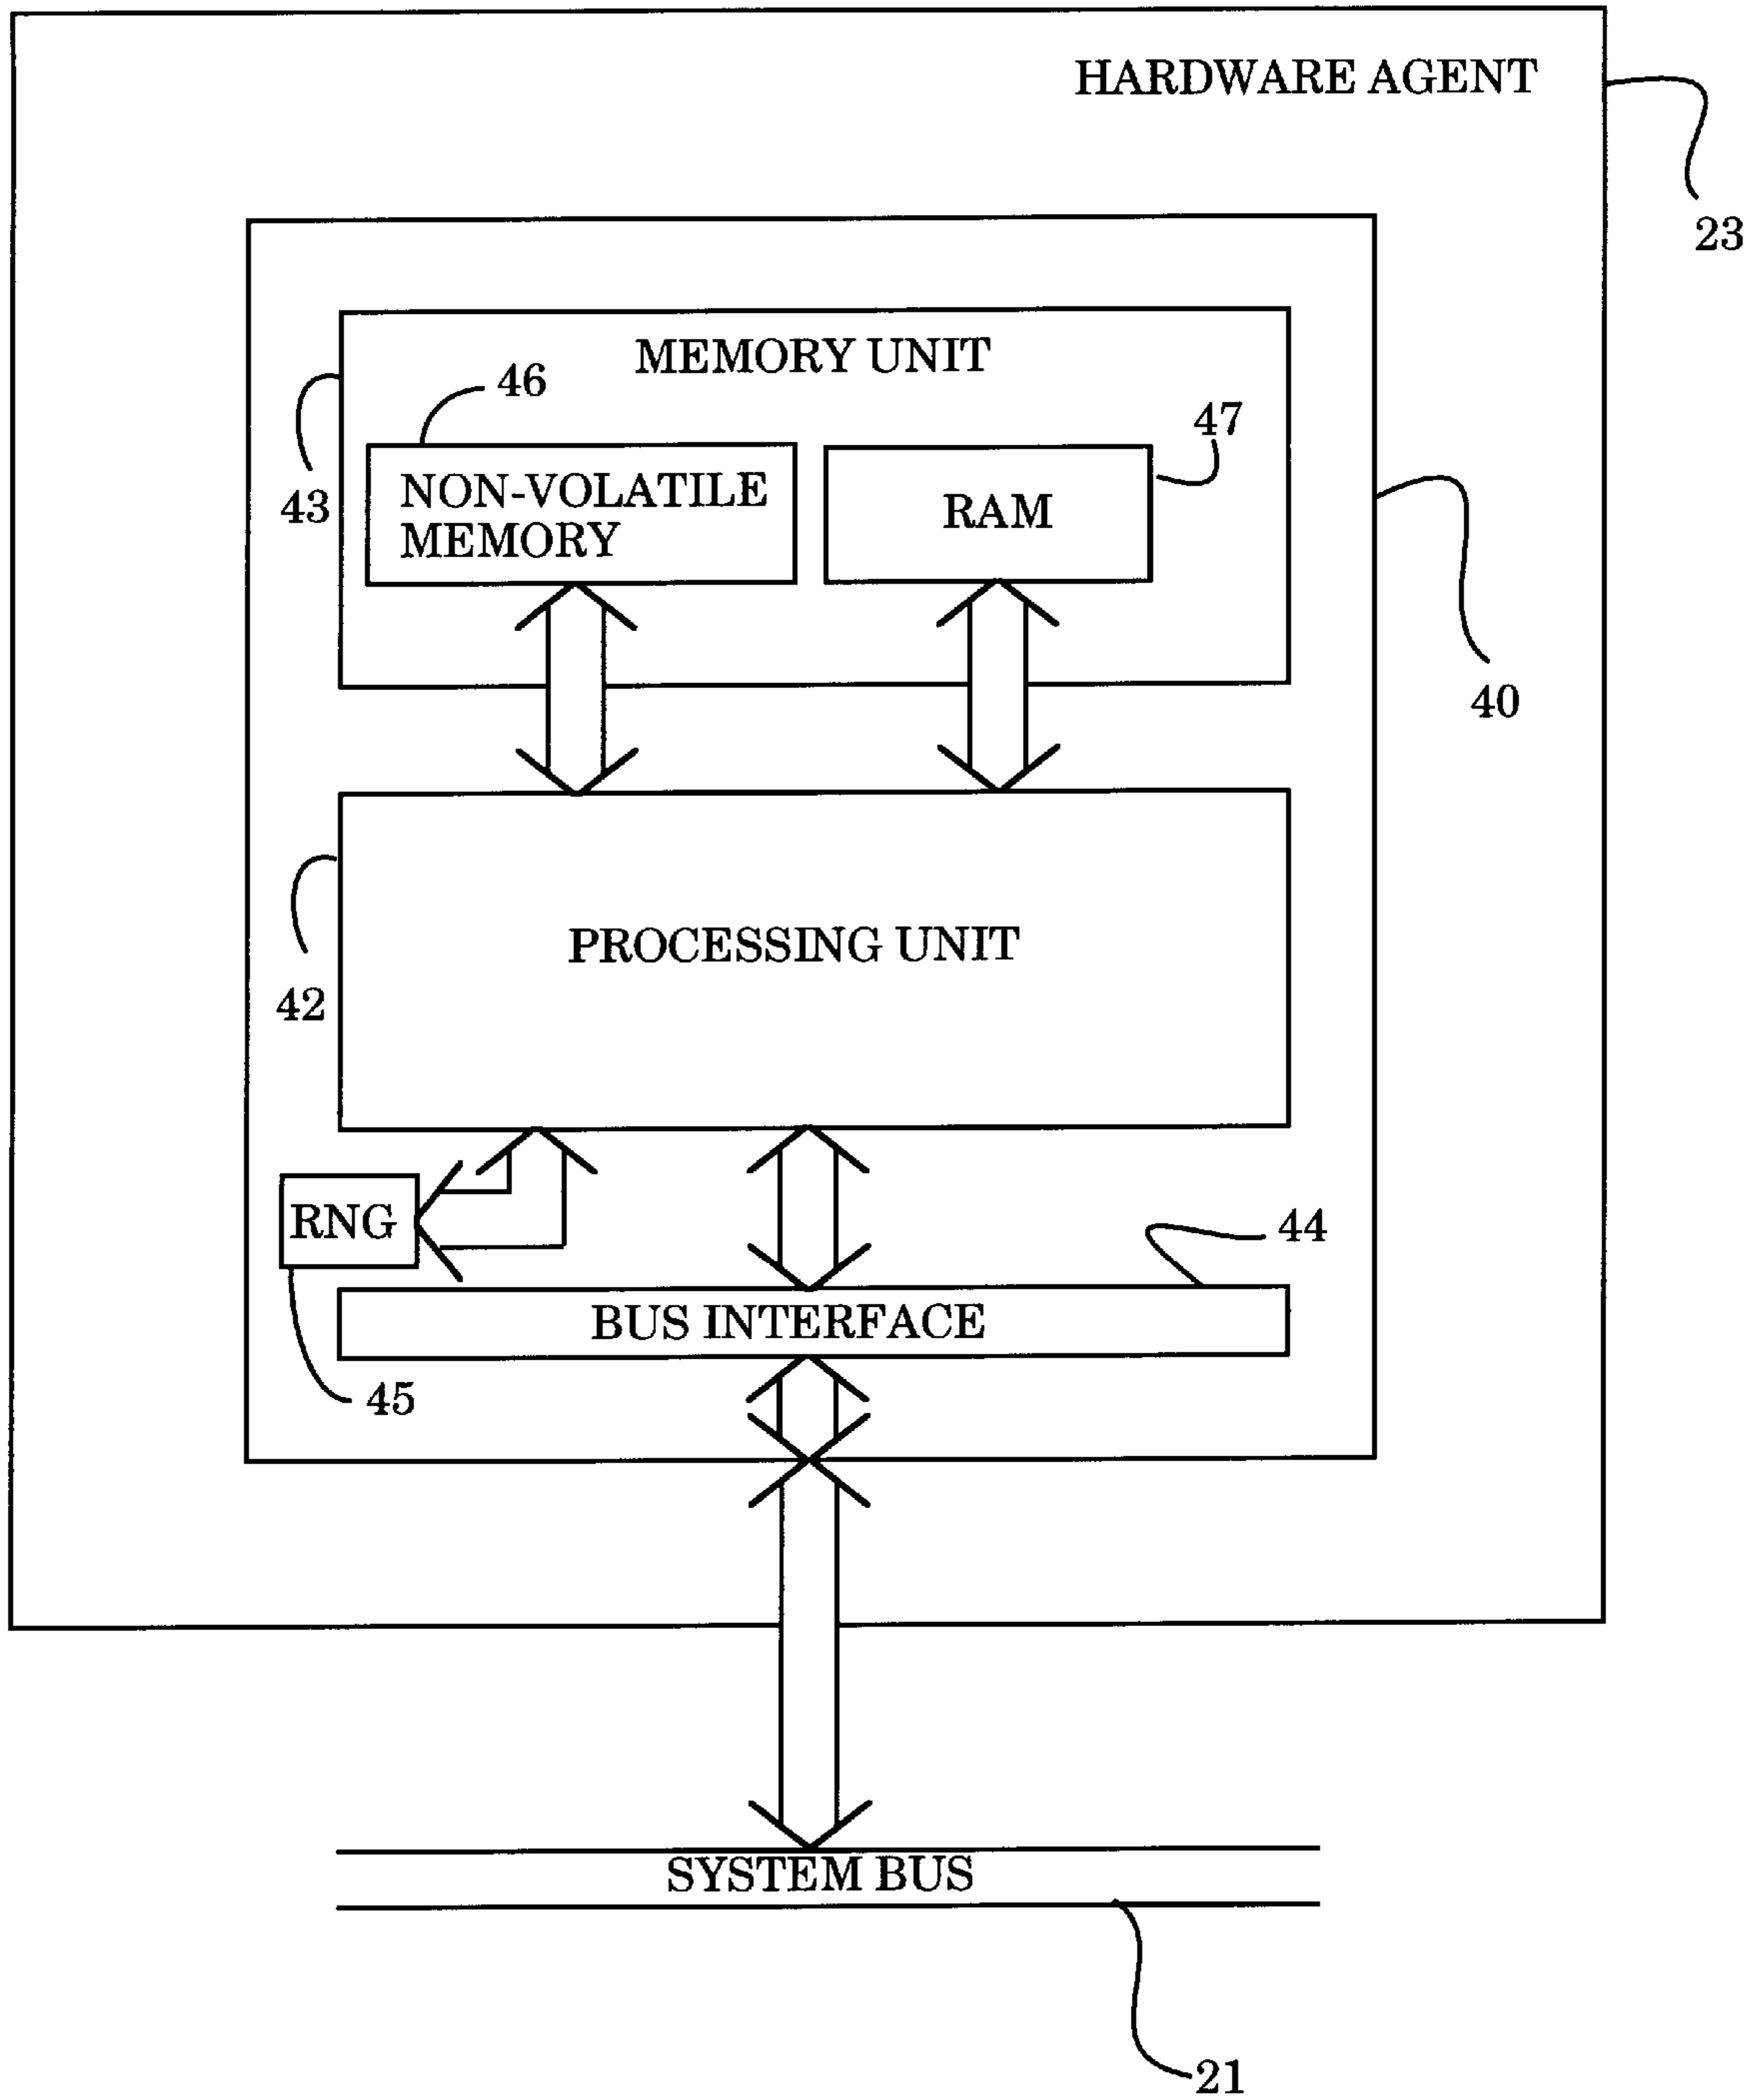 HARDWARE AGENT
23
MEMORY UNIT
46
47
43
NON-VOLATILE
MEMORY
RAM
40
PROCESSING UNIT
42
RNG
44
BUS INTERFACE
45
SYSTEM BUS
21